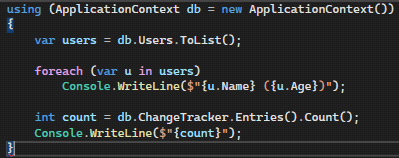 using (ApplicationContext db = new ApplicationContext())
{
var users = db.Users.ToList();
foreach (var u in users)
Console.WriteLine($"{u.Name} ({u.Age})");
int count = db.ChangeTracker.Entries().Count();
Console.WriteLine($"{count}");
}